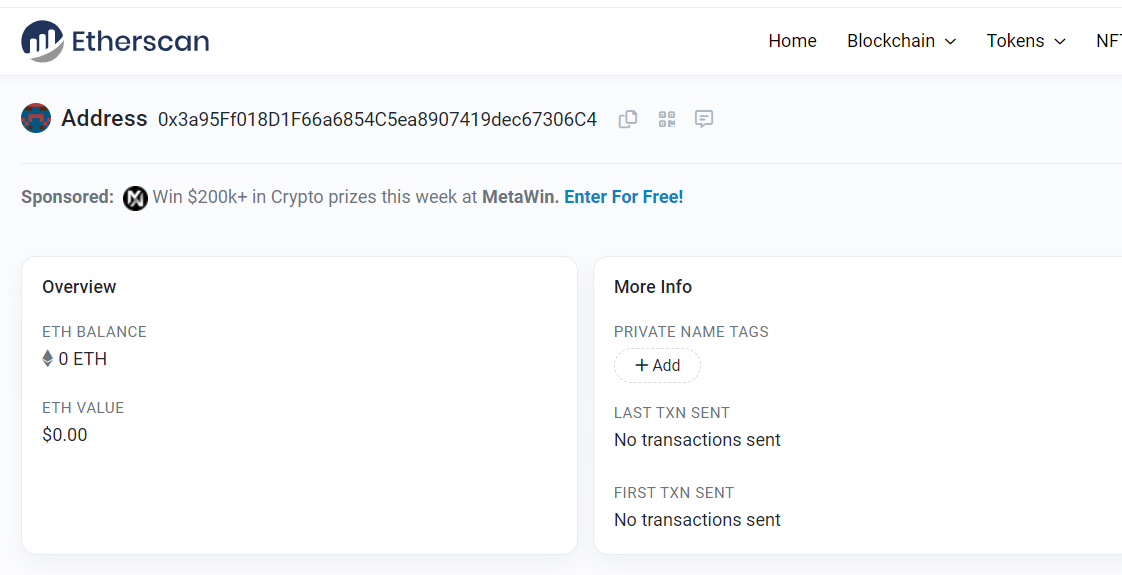 Etherscan
Home Blockchain Tokens NFT
Address 0x3a95Ff018D1F66a6854C5ea8907419dec67306C4
Sponsored: Win $200k+ in Crypto prizes this week at MetaWin. Enter For Free!
Overview
ETH BALANCE
0 ETH
ETH VALUE
$0.00
More Info
PRIVATE NAME TAGS
+ Add
LAST TXN SENT
No transactions sent
FIRST TXN SENT
No transactions sent